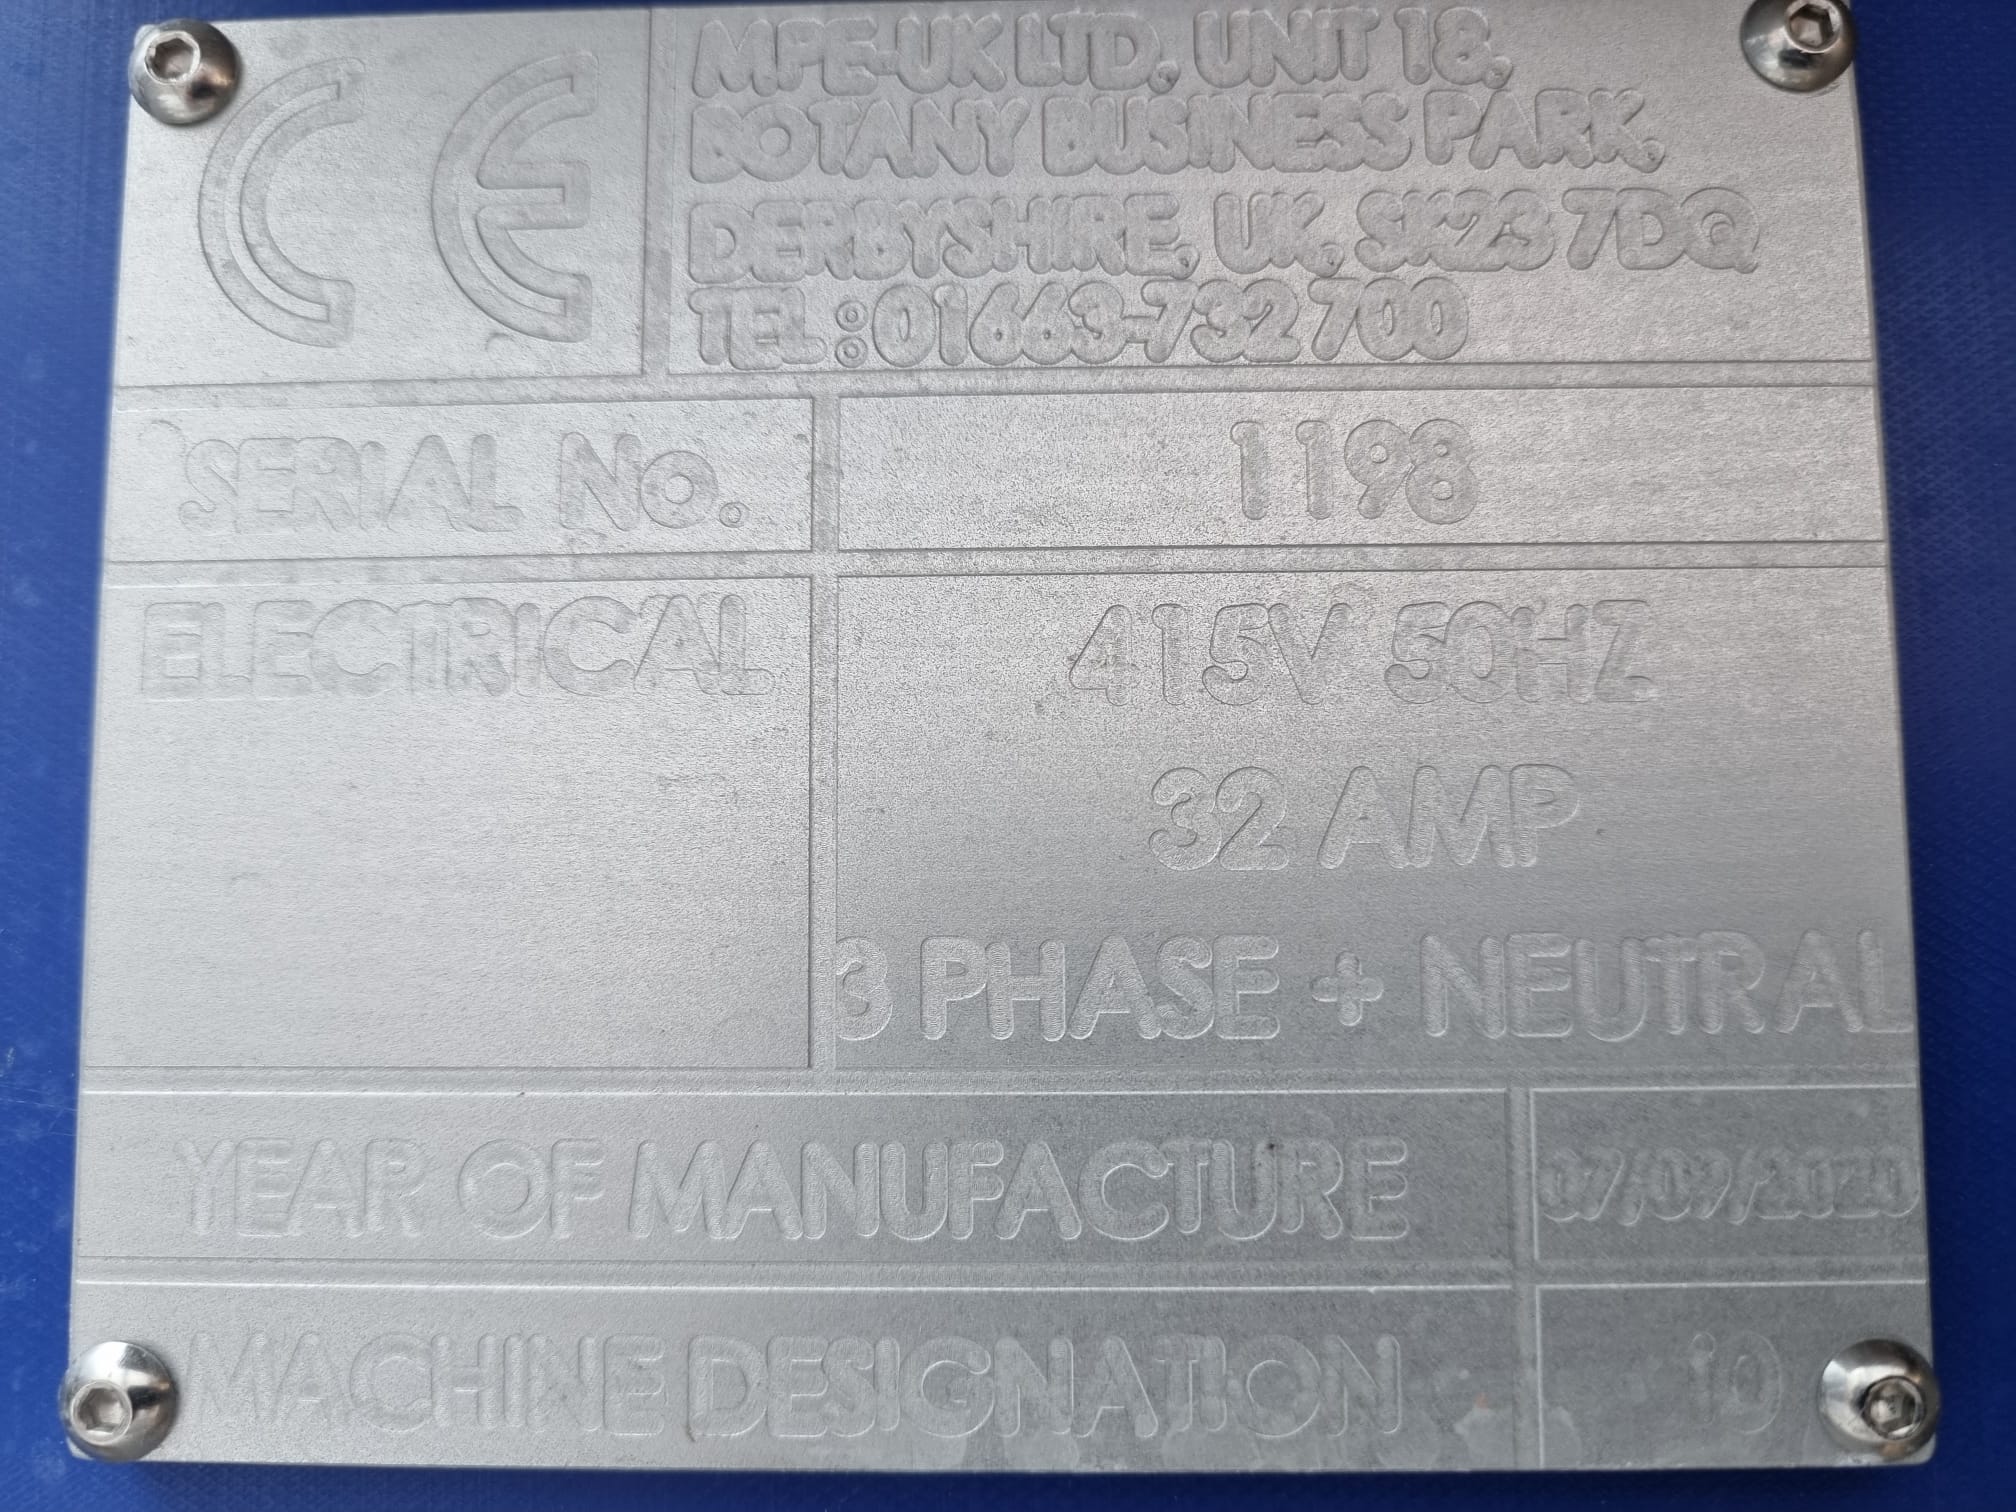 CE
M.P.E-UK LTD. UNIT 18,
BOTANY BUSINESS PARK,
DERBYSHIRE, UK, SK23 7DQ
TEL:01663-732 700
SERIAL No.
1198
ELECTRICAL
415V 50HZ
32 AMP
3 PHASE + NEUTRAL
YEAR OF MANUFACTURE
07/09/2020
MACHINE DESIGNATION
10